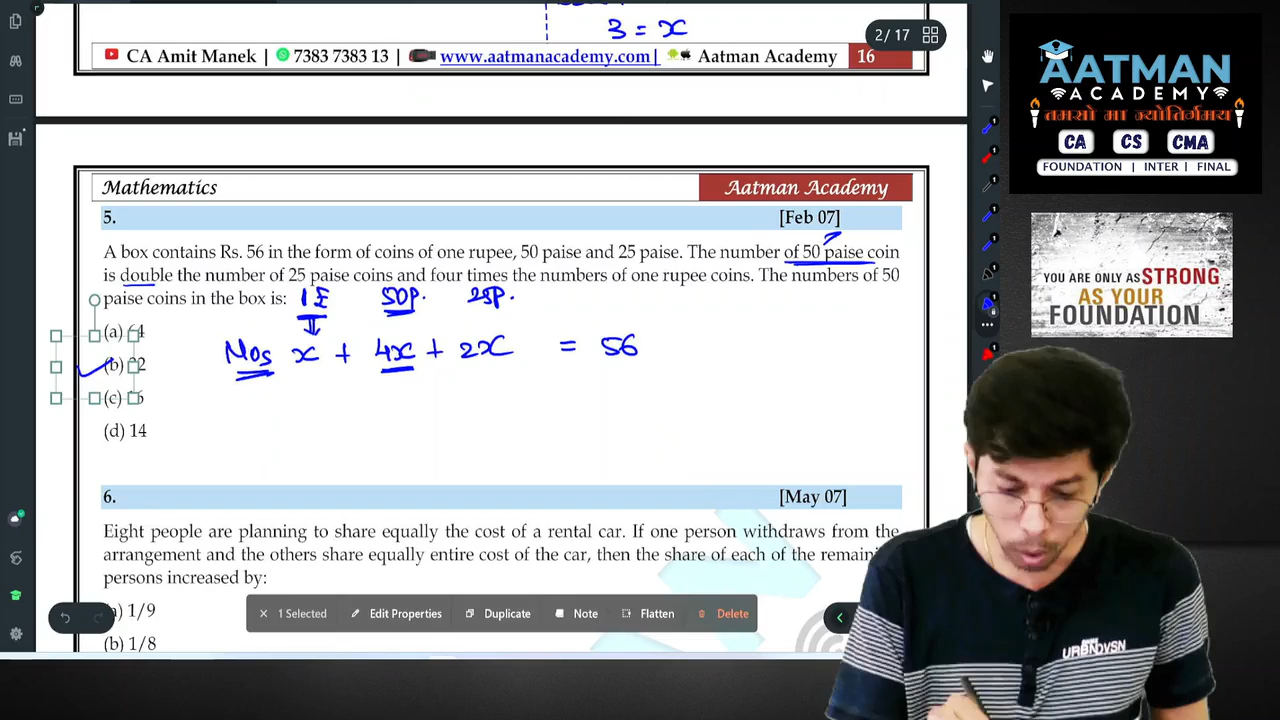 3 = x
2/17
CA Amit Manek | 7383 7383 13 | www.aatmanacademy.com| Aatman Academy 16
AATMAN
ACADEMY
तमसो मा ज्योतिर्गमय
CA CS CMA
FOUNDATION | INTER | FINAL
Mathematics Aatman Academy
5. [Feb 07]
A box contains Rs. 56 in the form of coins of one rupee, 50 paise and 25 paise. The number of 50 paise coin
is double the number of 25 paise coins and four times the numbers of one rupee coins. The numbers of 50
paise coins in the box is: 50P. 25P.
(a) 64
Nos x + 4x + 2x = 56
(b) 32
(c) 16
(d) 14
YOU ARE ONLY AS STRONG
AS YOUR
FOUNDATION
6. [May 07]
Eight people are planning to share equally the cost of a rental car. If one person withdraws from the
arrangement and the others share equally entire cost of the car, then the share of each of the
persons increased by:
(a) 1/9
1 Selected Edit Properties Duplicate Note Flatten Delete
(b) 1/8
URBNDVSN